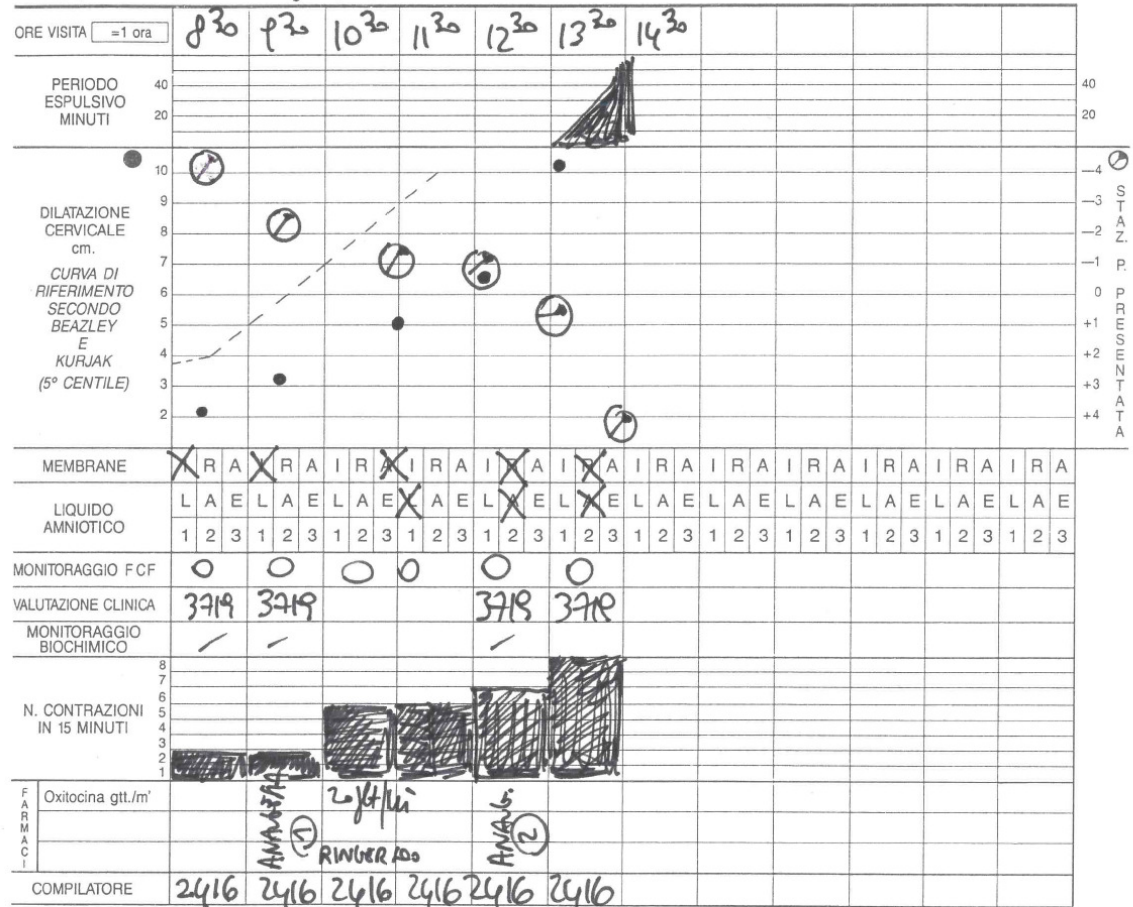 ORE VISITA =1 ora 8 30 9 30 10 30 11 30 12 30 13 30 14 30
PERIODO ESPULSIVO MINUTI
40 40
20 20
DILATAZIONE CERVICALE cm.
CURVA DI RIFERIMENTO SECONDO BEAZLEY E KURJAK (5º CENTILE)
10 —4
9 —3
8 —2
7 —1
6 0
5 +1
4 +2
3 +3
2 +4
STAZ. P. PRESENTATA
MEMBRANE I R A I R A I R A I R A I R A I R A I R A I R A I R A I R A I R A I R A
LIQUIDO AMNIOTICO L A E L A E L A E L A E L A E L A E L A E L A E L A E L A E L A E L A E
1 2 3 1 2 3 1 2 3 1 2 3 1 2 3 1 2 3 1 2 3 1 2 3 1 2 3 1 2 3 1 2 3 1 2 3
MONITORAGGIO F C F O O O O O O
VALUTAZIONE CLINICA 3719 3719 3719 3719
MONITORAGGIO BIOCHIMICO
N. CONTRAZIONI IN 15 MINUTI
8
7
6
5
4
3
2
1
FARMACI
Oxitocina gtt./m'
1
RINGER
ANALG.
2
COMPILATORE 2416 2416 2416 2416 2416 2416